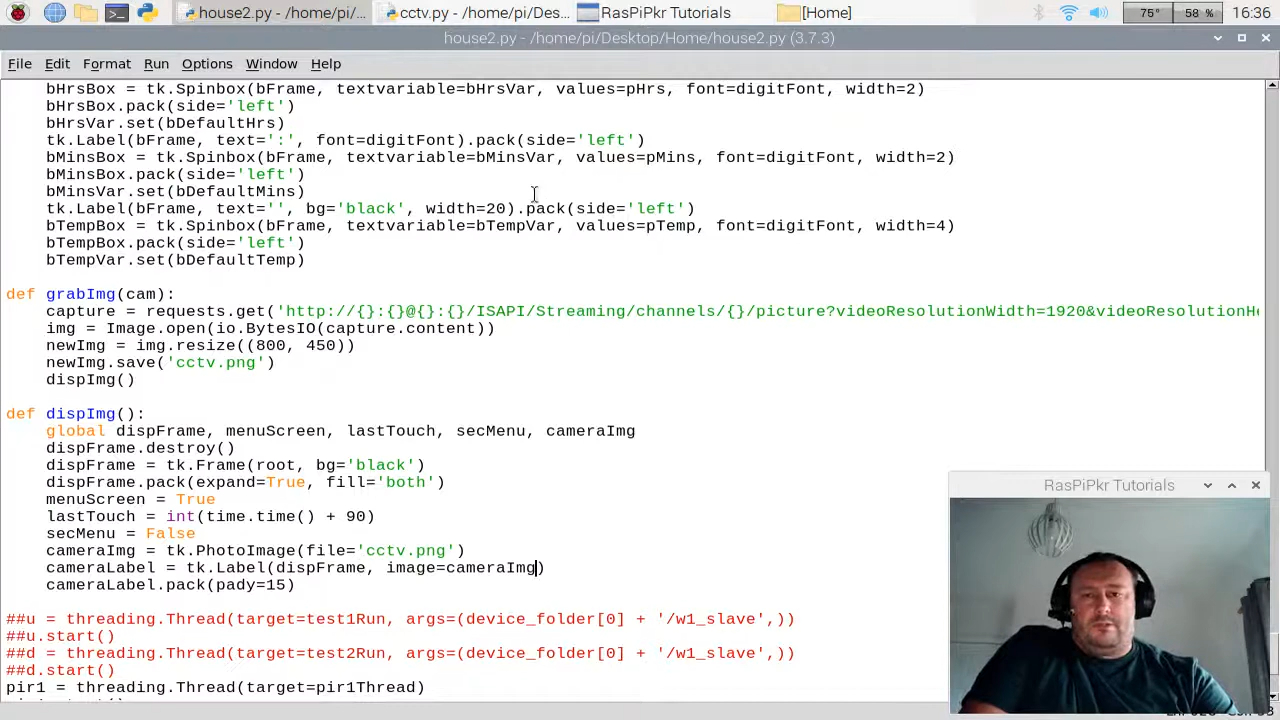 house2.py - /home/pi/...
cctv.py - /home/pi/Des...
RasPiPkr Tutorials
[Home]
75°
58 %
16:36
house2.py - /home/pi/Desktop/Home/house2.py (3.7.3)
File Edit Format Run Options Window Help
bHrsBox = tk.Spinbox(bFrame, textvariable=bHrsVar, values=pHrs, font=digitFont, width=2)
bHrsBox.pack(side='left')
bHrsVar.set(bDefaultHrs)
tk.Label(bFrame, text=':', font=digitFont).pack(side='left')
bMinsBox = tk.Spinbox(bFrame, textvariable=bMinsVar, values=pMins, font=digitFont, width=2)
bMinsBox.pack(side='left')
bMinsVar.set(bDefaultMins)
tk.Label(bFrame, text='', bg='black', width=20).pack(side='left')
bTempBox = tk.Spinbox(bFrame, textvariable=bTempVar, values=pTemp, font=digitFont, width=4)
bTempBox.pack(side='left')
bTempVar.set(bDefaultTemp)
def grabImg(cam):
capture = requests.get('http://{}:{}@{}:{}/ISAPI/Streaming/channels/{}/picture?videoResolutionWidth=1920&videoResolutionHe
img = Image.open(io.BytesIO(capture.content))
newImg = img.resize((800, 450))
newImg.save('cctv.png')
dispImg()
def dispImg():
global dispFrame, menuScreen, lastTouch, secMenu, cameraImg
dispFrame.destroy()
dispFrame = tk.Frame(root, bg='black')
dispFrame.pack(expand=True, fill='both')
menuScreen = True
lastTouch = int(time.time() + 90)
secMenu = False
cameraImg = tk.PhotoImage(file='cctv.png')
cameraLabel = tk.Label(dispFrame, image=cameraImg)
cameraLabel.pack(pady=15)
##u = threading.Thread(target=test1Run, args=(device_folder[0] + '/w1_slave',))
##u.start()
##d = threading.Thread(target=test2Run, args=(device_folder[0] + '/w1_slave',))
##d.start()
pir1 = threading.Thread(target=pir1Thread)
RasPiPkr Tutorials